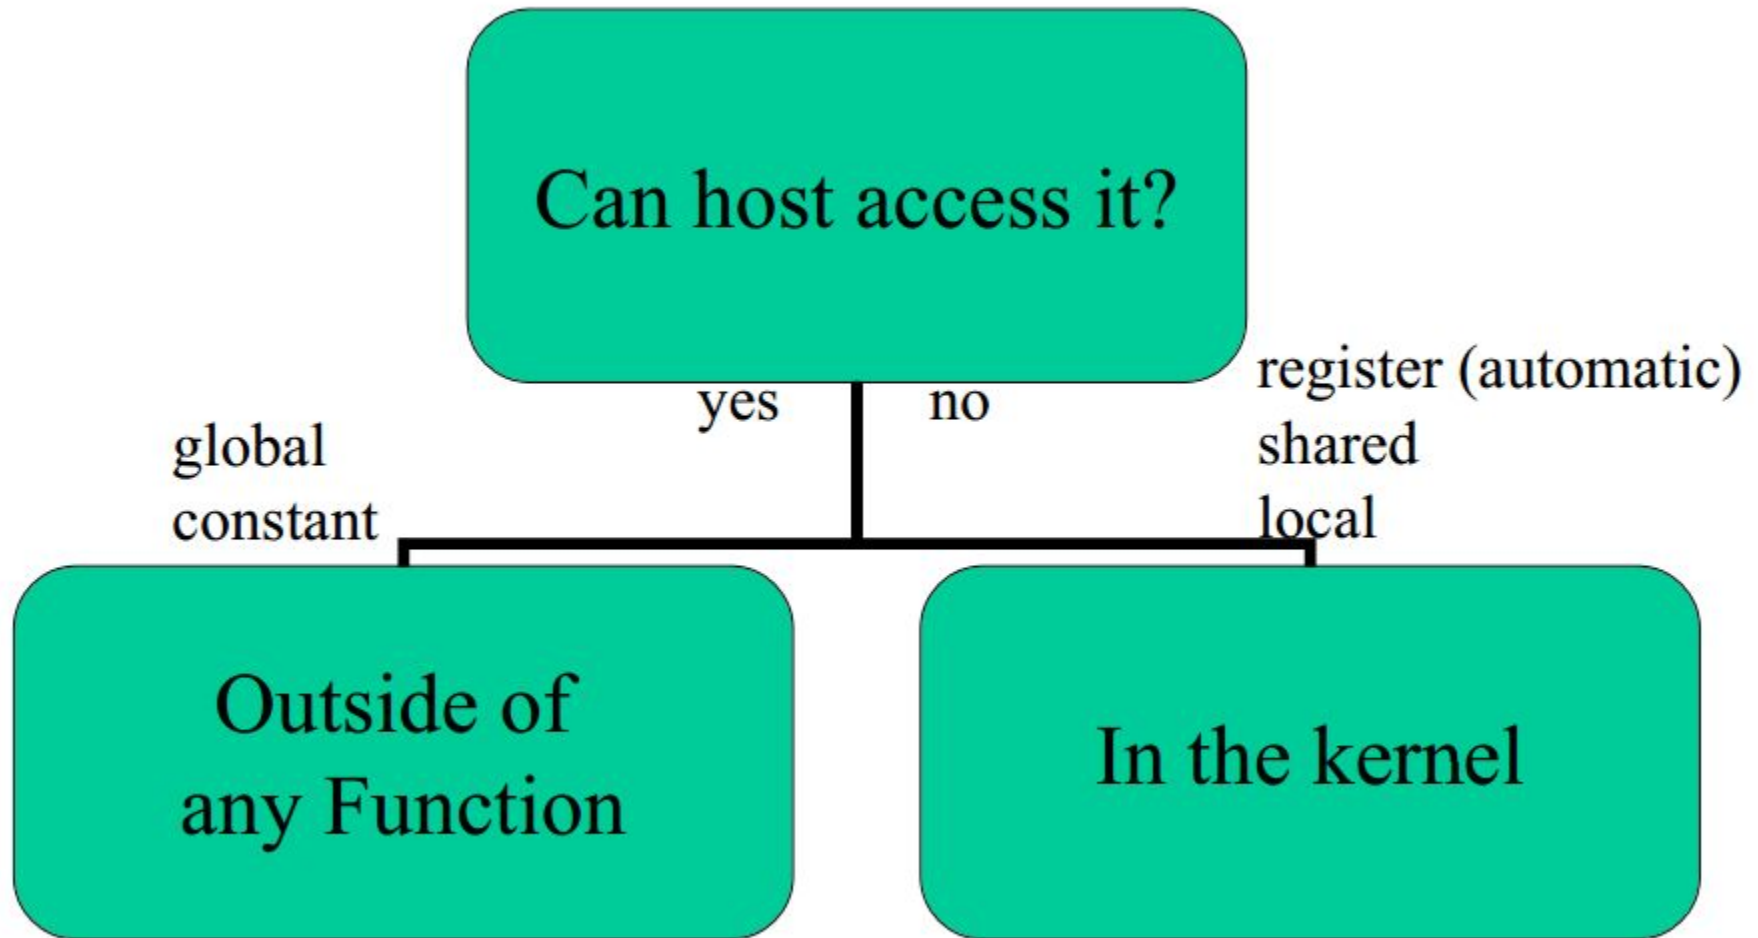 Can host access it?
yes
no
global
constant
register (automatic)
shared
local
Outside of
any Function
In the kernel